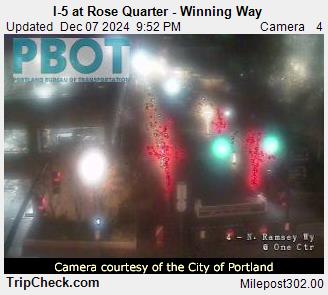 I-5 at Rose Quarter - Winning Way
Updated Dec 07 2024 9:52 PM Camera 4
PBOT
PORTLAND BUREAU OF TRANSPORTATION
4 - N. Ramsey Wy
@ One Ctr
Camera courtesy of the City of Portland
TripCheck.com Milepost302.00